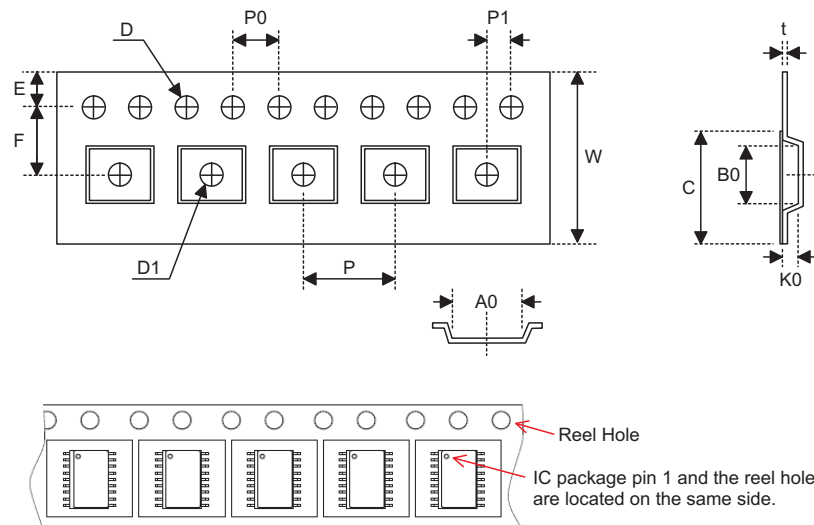 D
P0
P1
t
E
F
W
C
B0
D1
P
K0
A0
Reel Hole
IC package pin 1 and the reel hole
are located on the same side.